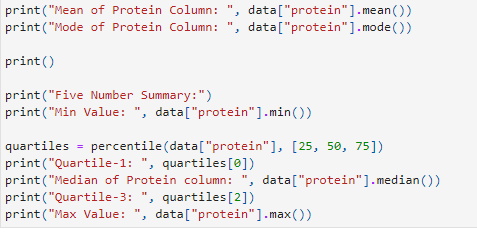 print("Mean of Protein Column: ", data["protein"].mean())
print("Mode of Protein Column: ", data["protein"].mode())
print()
print("Five Number Summary:")
print("Min Value: ", data["protein"].min())
quartiles = percentile(data["protein"], [25, 50, 75])
print("Quartile-1: ", quartiles[0])
print("Median of Protein column: ", data["protein"].median())
print("Quartile-3: ", quartiles[2])
print("Max Value: ", data["protein"].max())